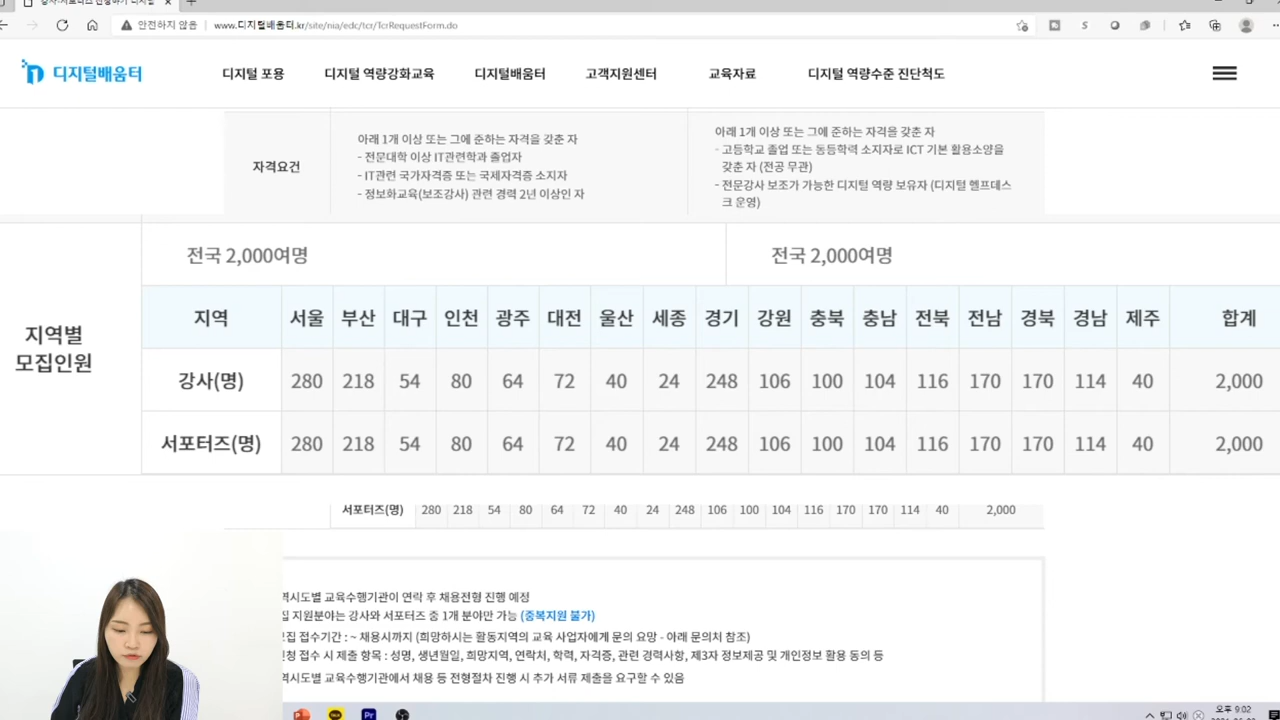 안전하지 않음 www.디지털배움터.kr/site/nia/edc/tcr/TcrRequestForm.do
디지털배움터 디지털 포용 디지털 역량강화교육 디지털배움터 고객지원센터 교육자료 디지털 역량수준 진단척도
자격요건
아래 1개 이상 또는 그에 준하는 자격을 갖춘 자
- 전문대학 이상 IT관련학과 졸업자
- IT관련 국가자격증 또는 국제자격증 소지자
- 정보화교육(보조강사) 관련 경력 2년 이상인 자
아래 1개 이상 또는 그에 준하는 자격을 갖춘 자
- 고등학교 졸업 또는 동등학력 소지자로 ICT 기본 활용소양을
갖춘 자 (전공 무관)
- 전문강사 보조가 가능한 디지털 역량 보유자 (디지털 헬프데스
크 운영)
지역별
모집인원
전국 2,000여명 전국 2,000여명
지역 서울 부산 대구 인천 광주 대전 울산 세종 경기 강원 충북 충남 전북 전남 경북 경남 제주 합계
강사(명) 280 218 54 80 64 72 40 24 248 106 100 104 116 170 170 114 40 2,000
서포터즈(명) 280 218 54 80 64 72 40 24 248 106 100 104 116 170 170 114 40 2,000
서포터즈(명) 280 218 54 80 64 72 40 24 248 106 100 104 116 170 170 114 40 2,000
역시도별 교육수행기관이 연락 후 채용전형 진행 예정
지원분야는 강사와 서포터즈 중 1개 분야만 가능 (중복지원 불가)
접수기간 : ~ 채용시까지 (희망하시는 활동지역의 교육 사업자에게 문의 요망 - 아래 문의처 참조)
접수 시 제출 항목 : 성명, 생년월일, 희망지역, 연락처, 학력, 자격증, 관련 경력사항, 제3자 정보제공 및 개인정보 활용 동의 등
역시도별 교육수행기관에서 채용 등 전형절차 진행 시 추가 서류 제출을 요구할 수 있음
오후 9:02